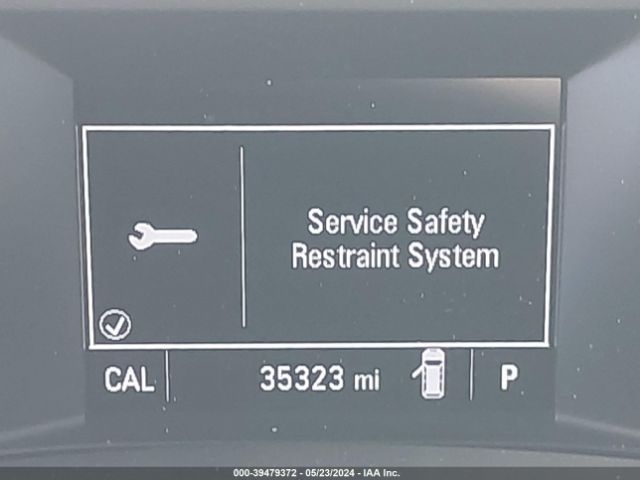 Service Safety
Restraint System
CAL 35323 mi P
000-39479372 - 05/23/2024 - IAA Inc.